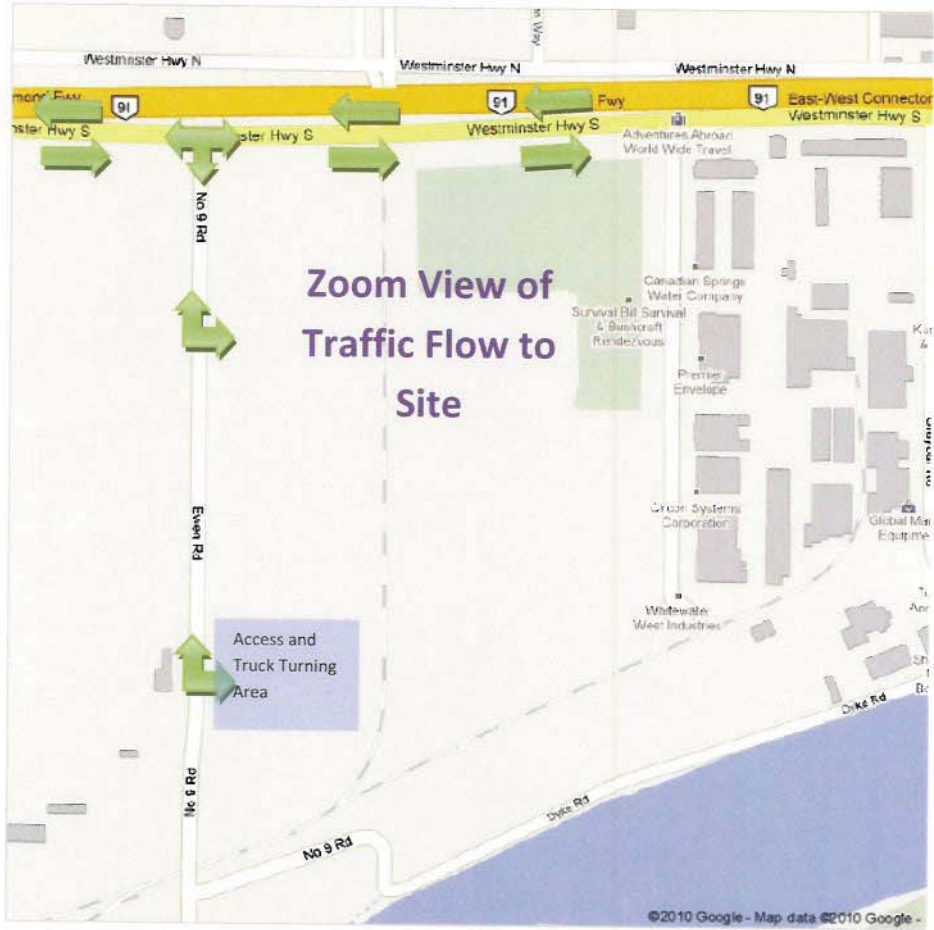 Westminster Hwy N
Westminster Hwy N
Westminster Hwy N
91
Fwy
91
Fwy
91
East-West Connector
Westminster Hwy S
Westminster Hwy S
Adventures Abroad
World Wide Travel
No 9 Rd
Zoom View of
Traffic Flow to
Site
Canadian Springs
Water Company
Survival Bill Survival
& Bushcraft
Rendezvous
Premier
Envelope
Ewen Rd
Circon Systems
Corporation
Global
Whitewater
West Industries
Access and
Truck Turning
Area
Dyke Rd
No 9 Rd
Dyke Rd
No 9 Rd
©2010 Google - Map data ©2010 Google -